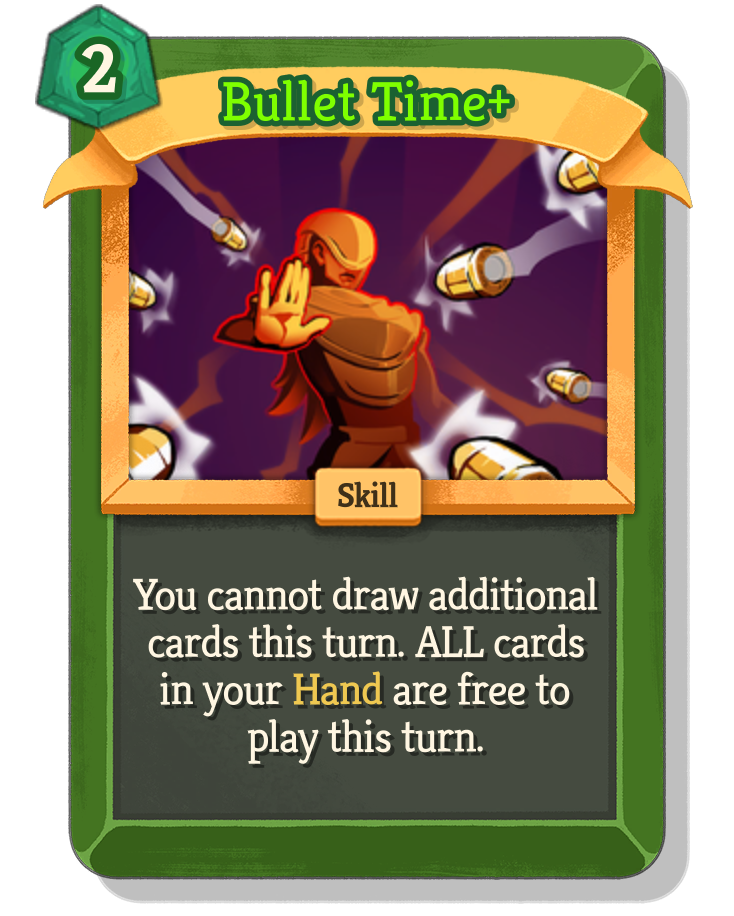 2
Bullet Time+
Skill
You cannot draw additional
cards this turn. ALL cards
in your Hand are free to
play this turn.